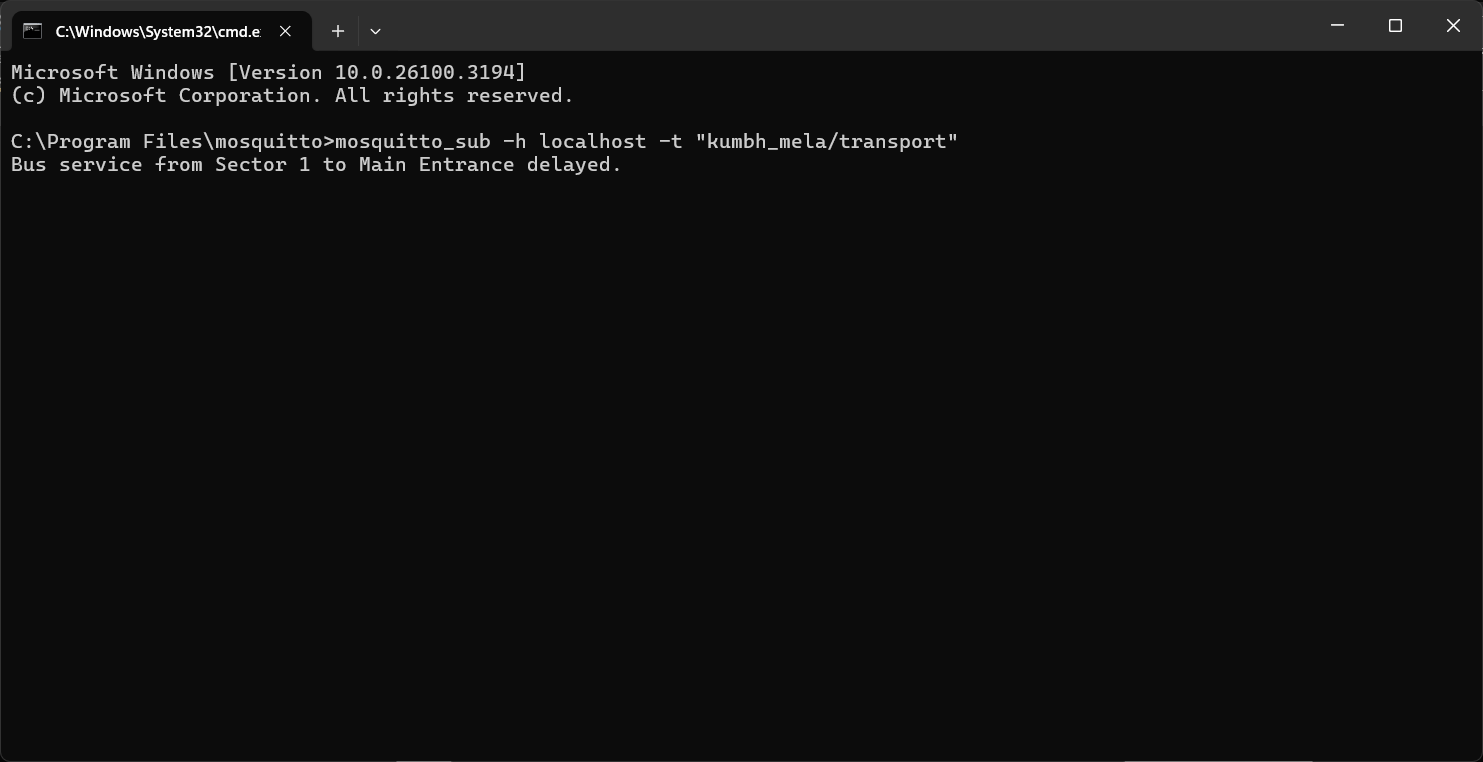 C:\Windows\System32\cmd.e
Microsoft Windows [Version 10.0.26100.3194]
(c) Microsoft Corporation. All rights reserved.
C:\Program Files\mosquitto>mosquitto_sub -h localhost -t "kumbh_mela/transport"
Bus service from Sector 1 to Main Entrance delayed.